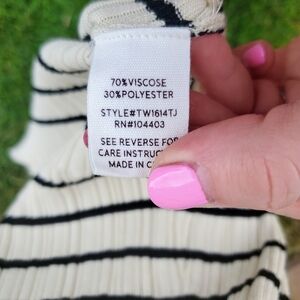 70%VISCOSE
30%POLYESTER
STYLE#TW1614TJ
RN#104403
SEE REVERSE FOR
CARE INSTRUC
MADE IN C